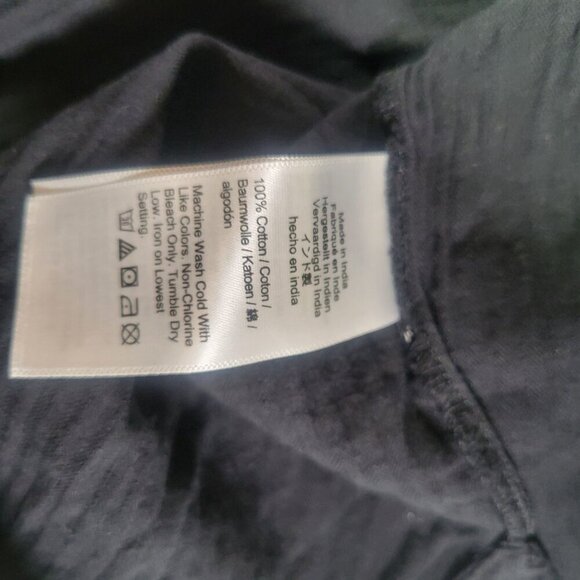 Made in India
Fabriqué en Inde
Hergestellt in Indien
Vervaardigd in India
インド製
hecho en india
100% Cotton / Coton /
Baumwolle / Katoen / 綿 /
algodón
Machine Wash Cold With
Like Colors. Non-Chlorine
Bleach Only. Tumble Dry
Low. Iron on Lowest
Setting.